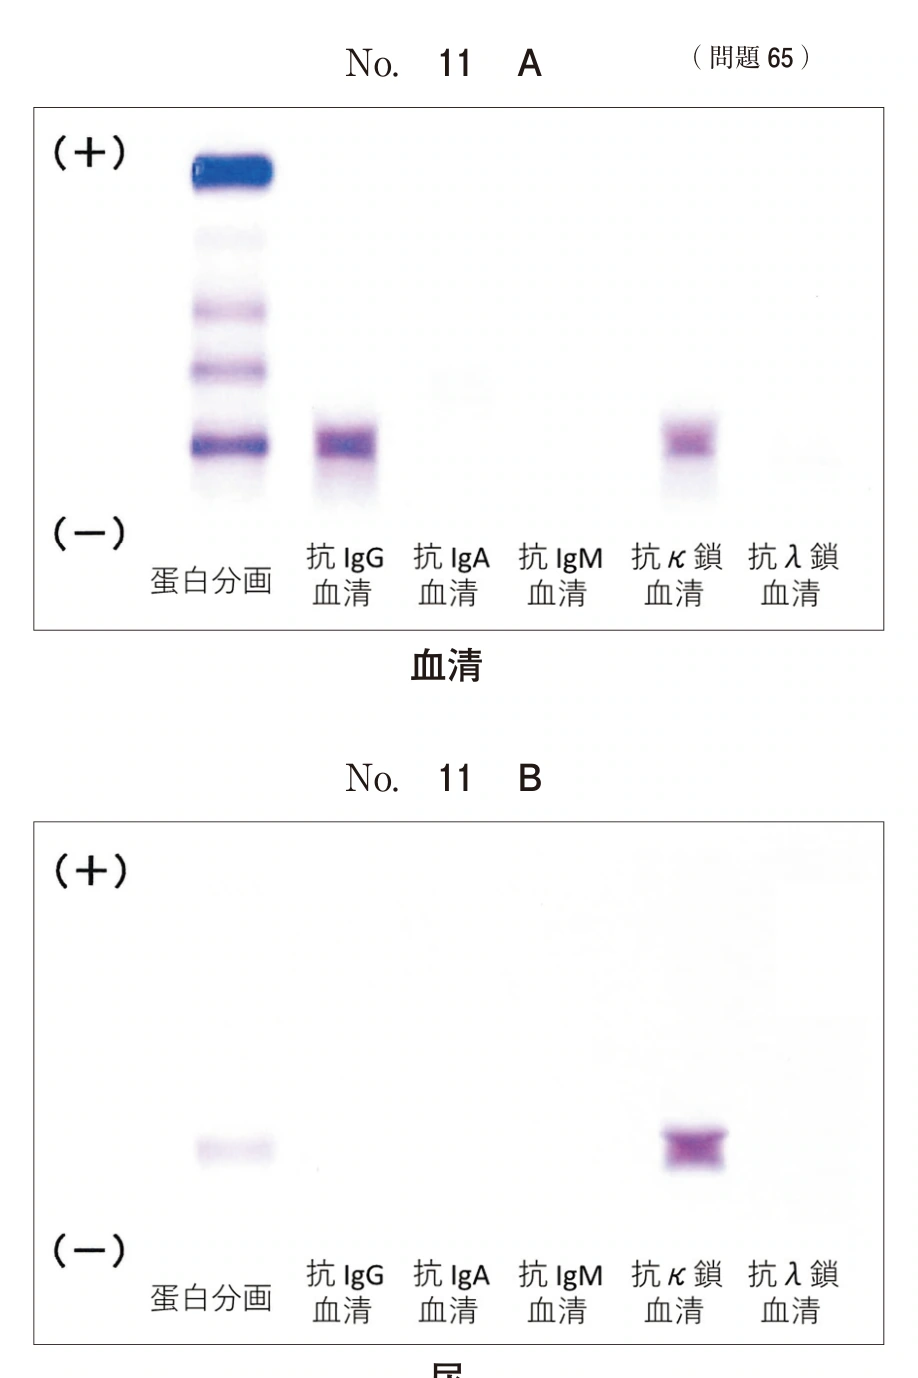 No. 11 A （問題 65）
(＋)
(－)
蛋白分画
抗 IgG 血清
抗 IgA 血清
抗 IgM 血清
抗 κ 鎖 血清
抗 λ 鎖 血清
血清
No. 11 B
(＋)
(－)
蛋白分画
抗 IgG 血清
抗 IgA 血清
抗 IgM 血清
抗 κ 鎖 血清
抗 λ 鎖 血清